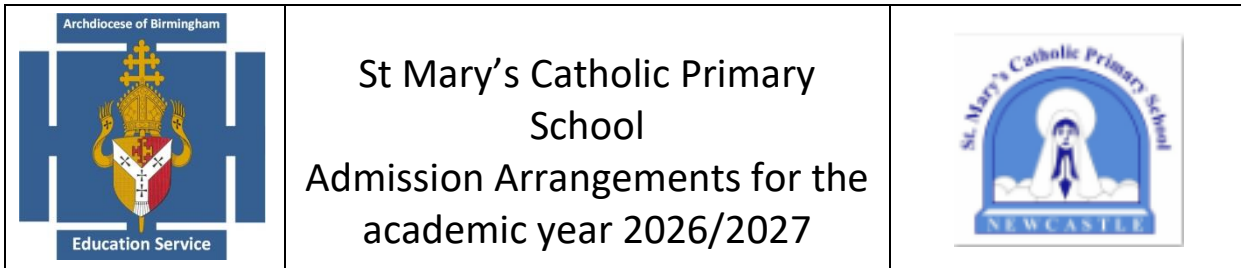 Archdiocese of Birmingham
Education Service
St Mary’s Catholic Primary
School
Admission Arrangements for the
academic year 2026/2027
St. Mary's Catholic Primary School
NEWCASTLE